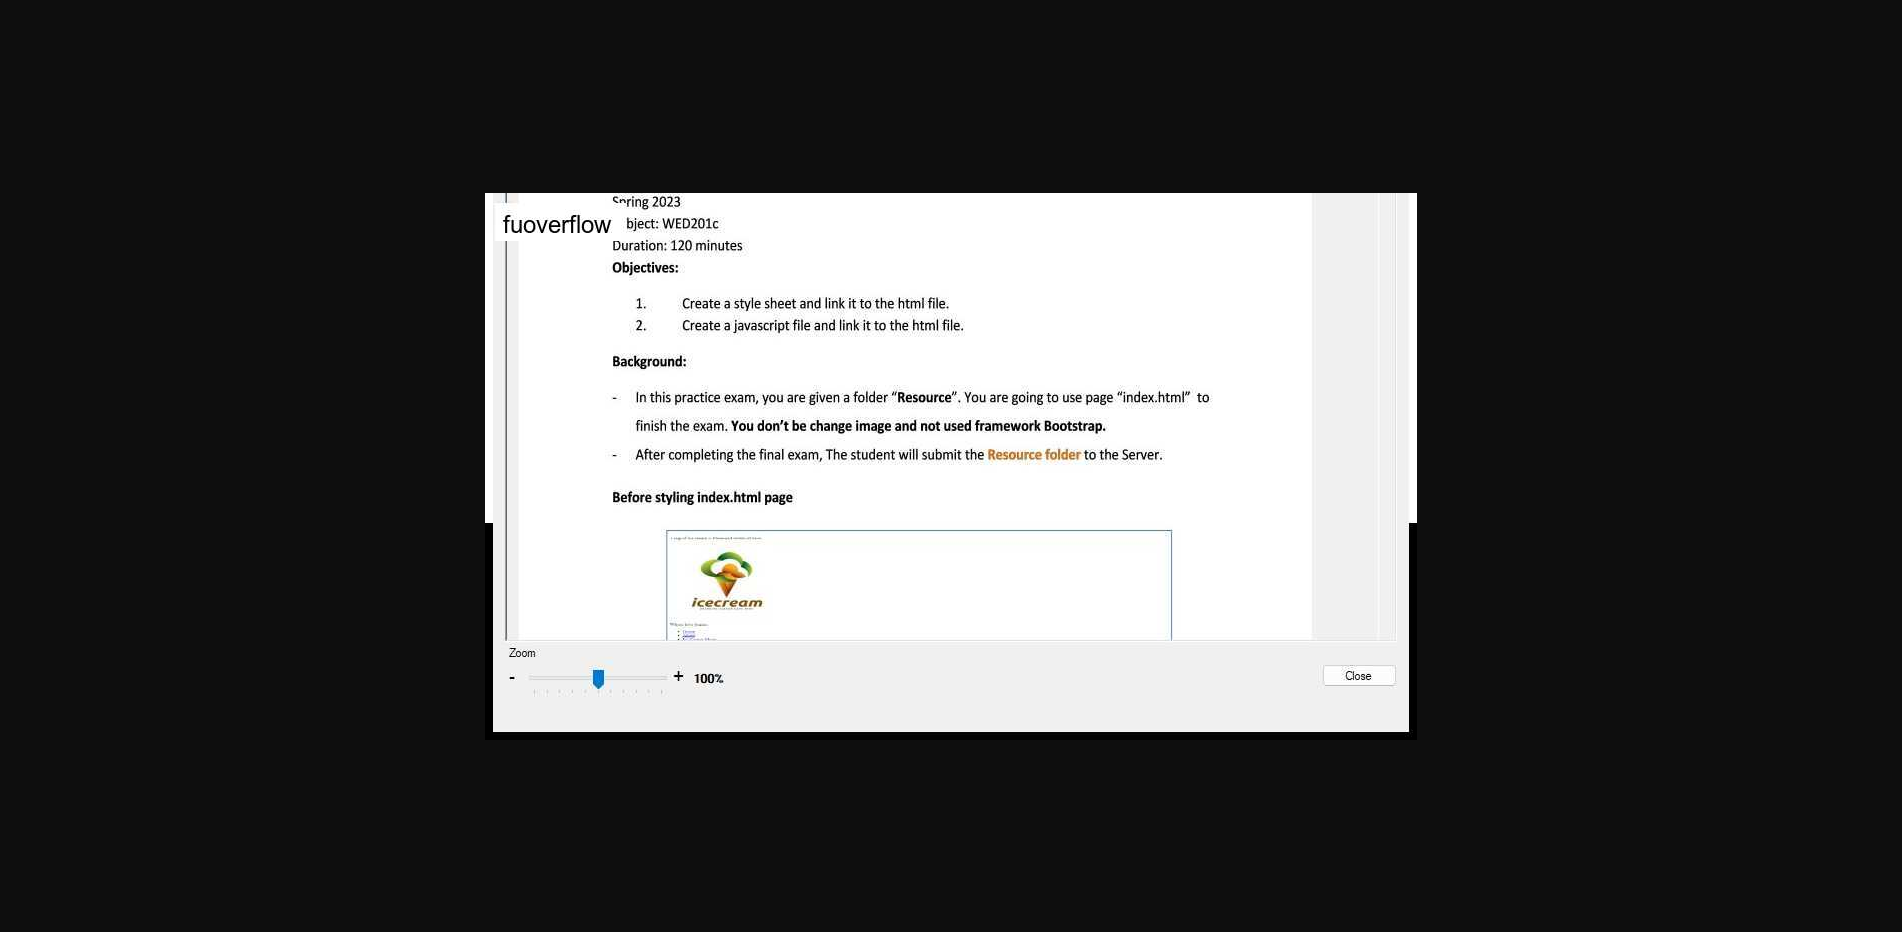 Spring 2023
fuoverflow
bject: WED201c
Duration: 120 minutes
Objectives:
1. Create a style sheet and link it to the html file.
2. Create a javascript file and link it to the html file.
Background:
- In this practice exam, you are given a folder “Resource”. You are going to use page “index.html” to
finish the exam. You don’t be change image and not used framework Bootstrap.
- After completing the final exam, The student will submit the Resource folder to the Server.
Before styling index.html page
icecream
Zoom
- + 100%
Close